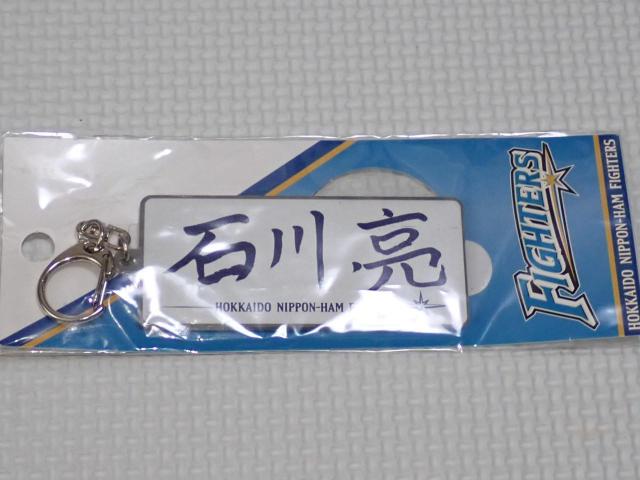 石川 亮
HOKKAIDO NIPPON-HAM
FIGHTERS
HOKKAIDO NIPPON-HAM FIGHTERS